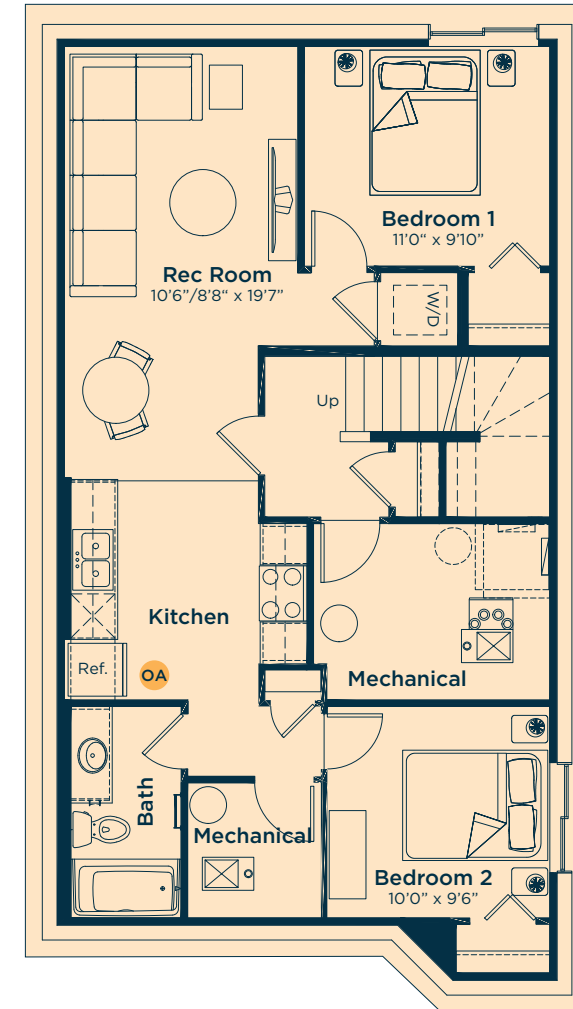 Bedroom 1
11'0“ x 9'10”
Rec Room
10'6”/8'8“ x 19'7”
W/D
Up
Kitchen
Ref.
OA
Mechanical
Bath
Mechanical
Bedroom 2
10'0” x 9'6”